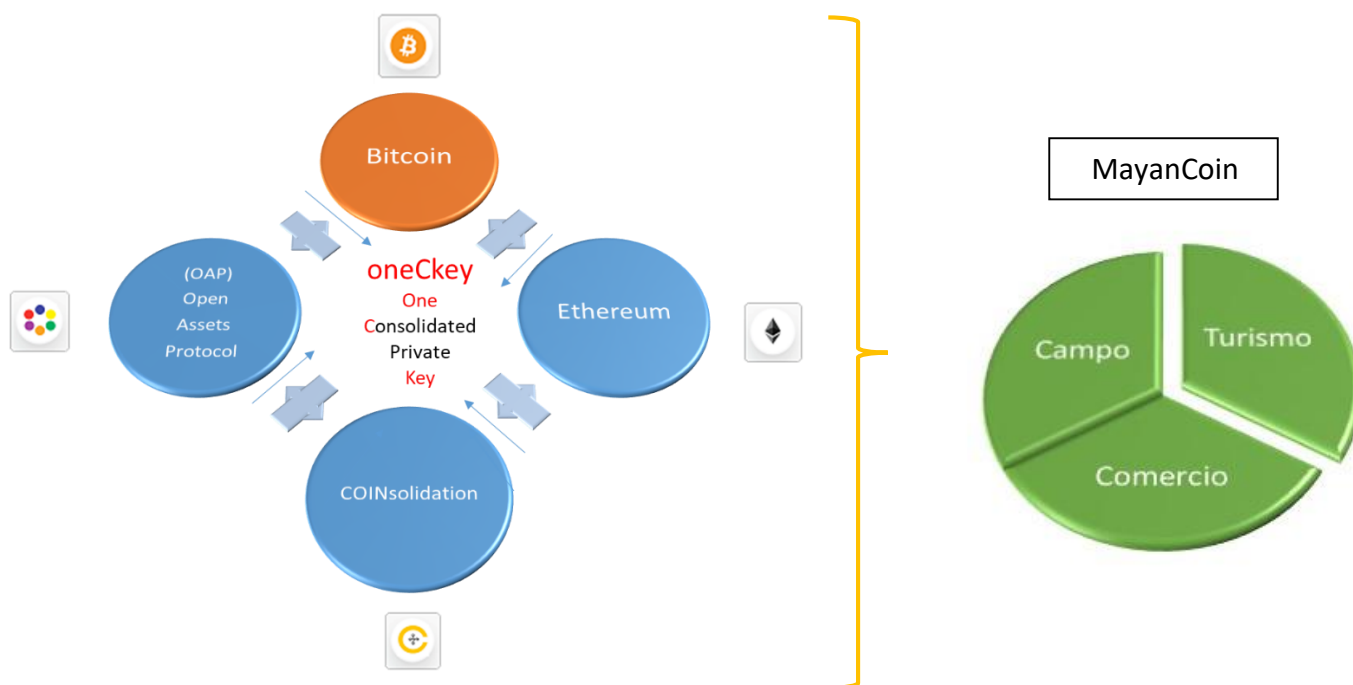 Bitcoin
MayanCoin
(OAP)
Open
Assets
Protocol
oneCkey
One
Consolidated
Private
Key
Ethereum
COINsolidation
Campo
Turismo
Comercio